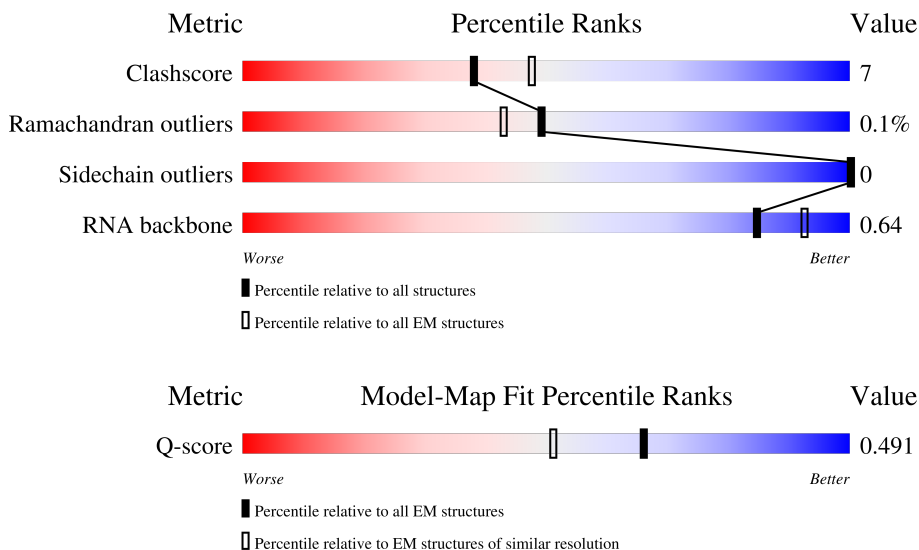 Metric Percentile Ranks Value
Clashscore 7
Ramachandran outliers 0.1%
Sidechain outliers 0
RNA backbone 0.64
Worse Better
Percentile relative to all structures
Percentile relative to all EM structures
Metric Model-Map Fit Percentile Ranks Value
Q-score 0.491
Worse Better
Percentile relative to all EM structures
Percentile relative to EM structures of similar resolution